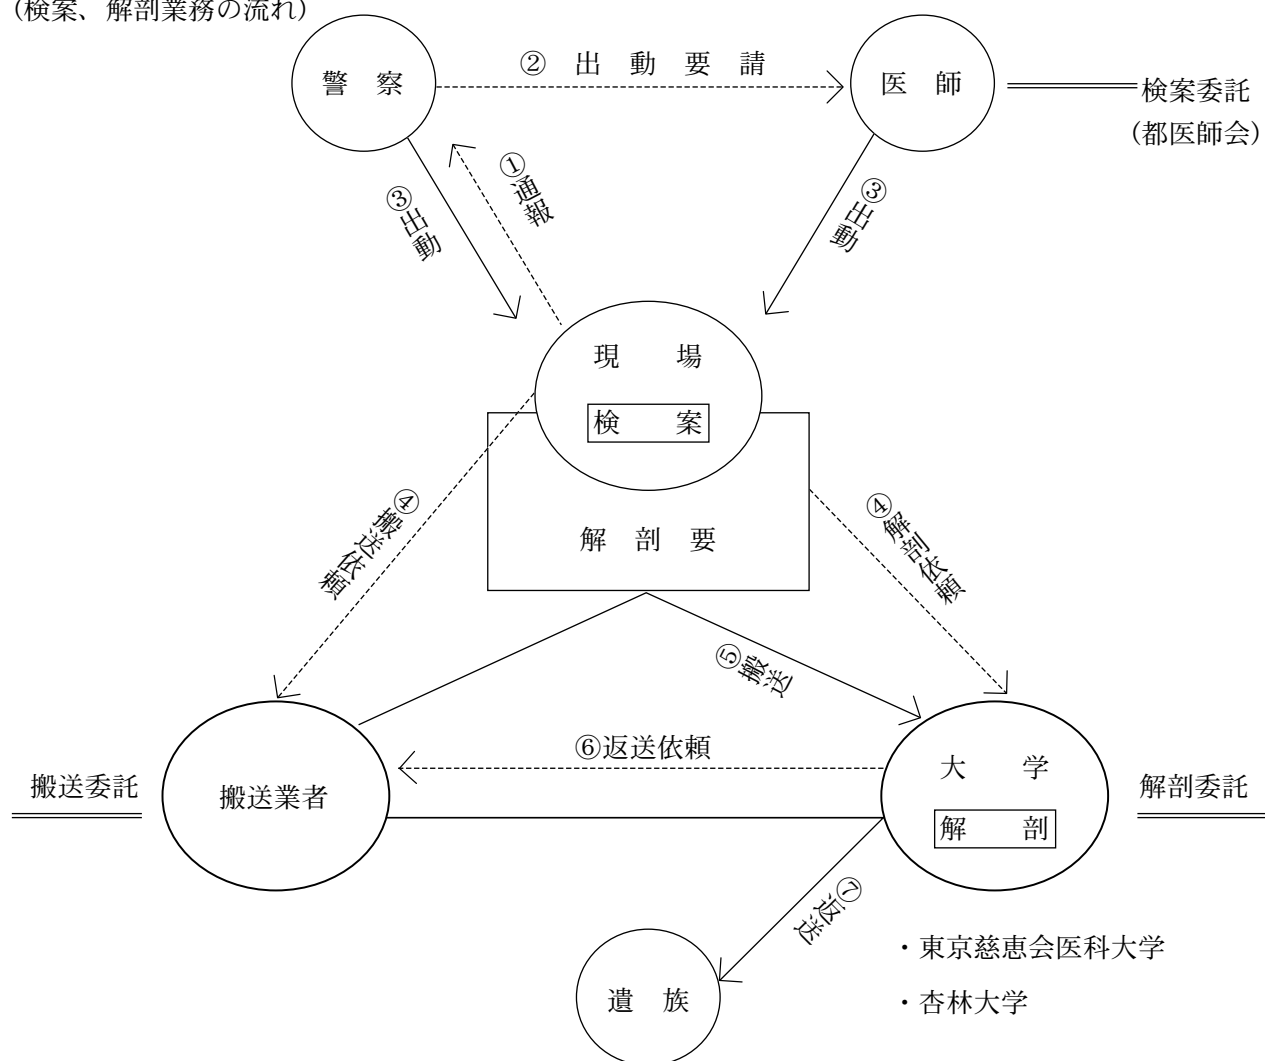 (検案、解剖業務の流れ)
警　察
②　出　動　要　請
医　師
検案委託
(都医師会)
①通報
③出動
③出動
現　　場
検　　案
解　剖　要
④搬送依頼
④解剖依頼
⑤搬送
⑥返送依頼
搬送委託
搬送業者
大　　学
解　　剖
解剖委託
⑦返送
遺　族
・東京慈恵会医科大学
・杏林大学